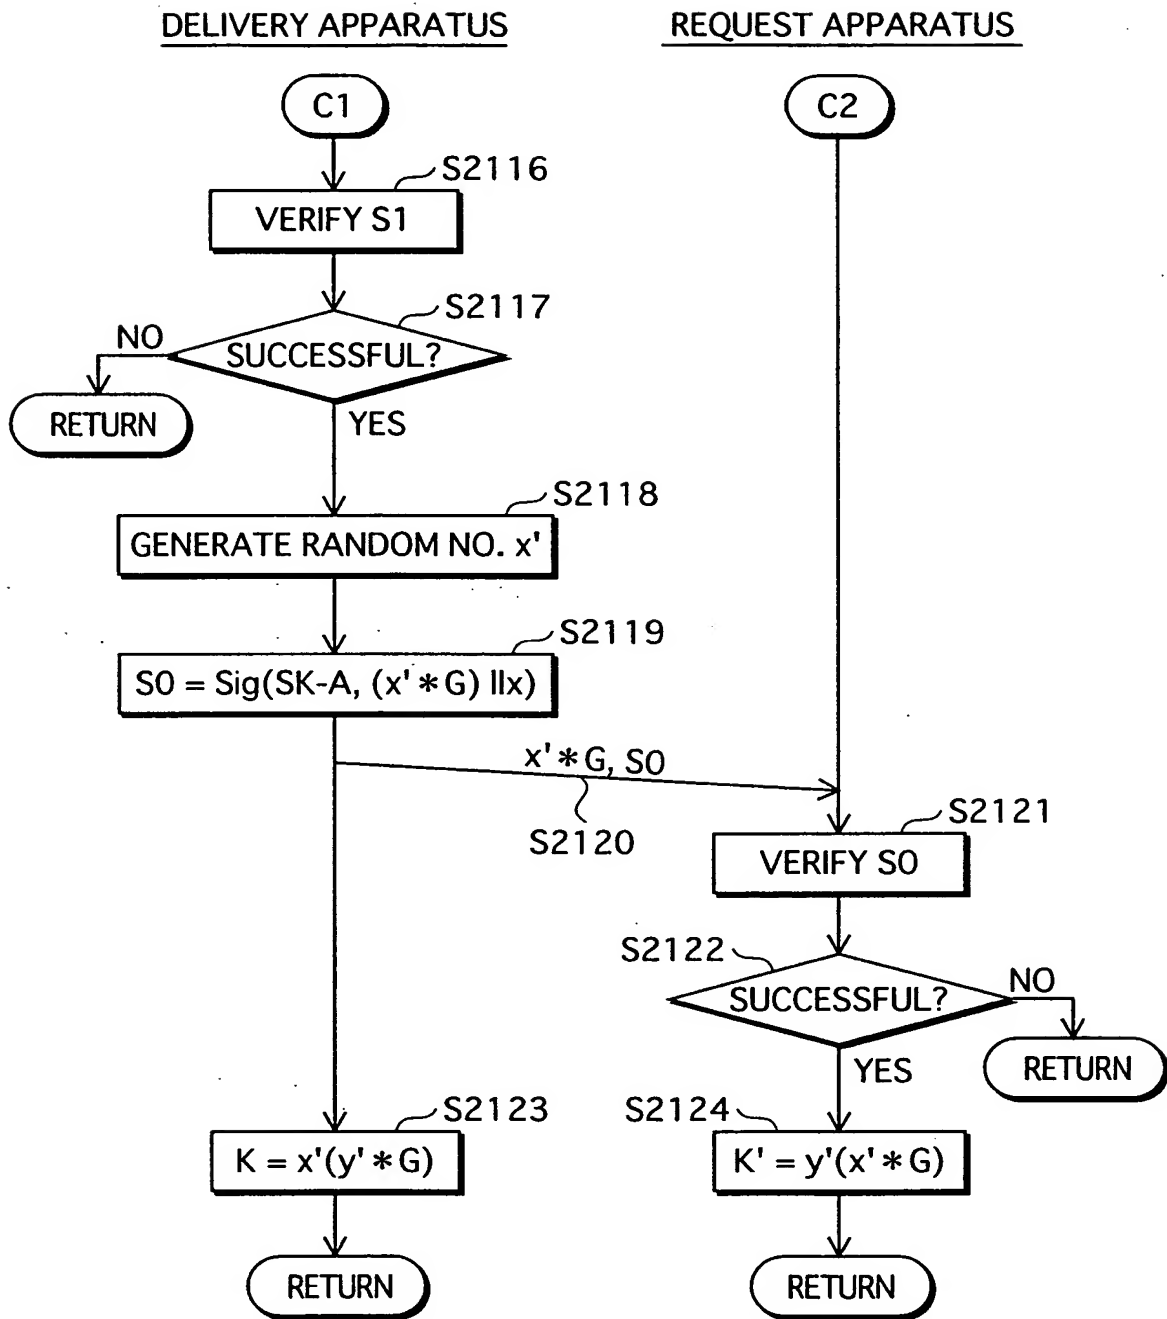 DELIVERY APPARATUS
REQUEST APPARATUS
C1
C2
S2116
VERIFY S1
S2117
NO
SUCCESSFUL?
RETURN
YES
S2118
GENERATE RANDOM NO. x'
S2119
S0 = Sig(SK-A, (x' * G) llx)
x' * G, S0
S2120
S2121
VERIFY S0
S2122
SUCCESSFUL?
NO
RETURN
YES
S2123
K = x'(y' * G)
S2124
K' = y'(x' * G)
RETURN
RETURN